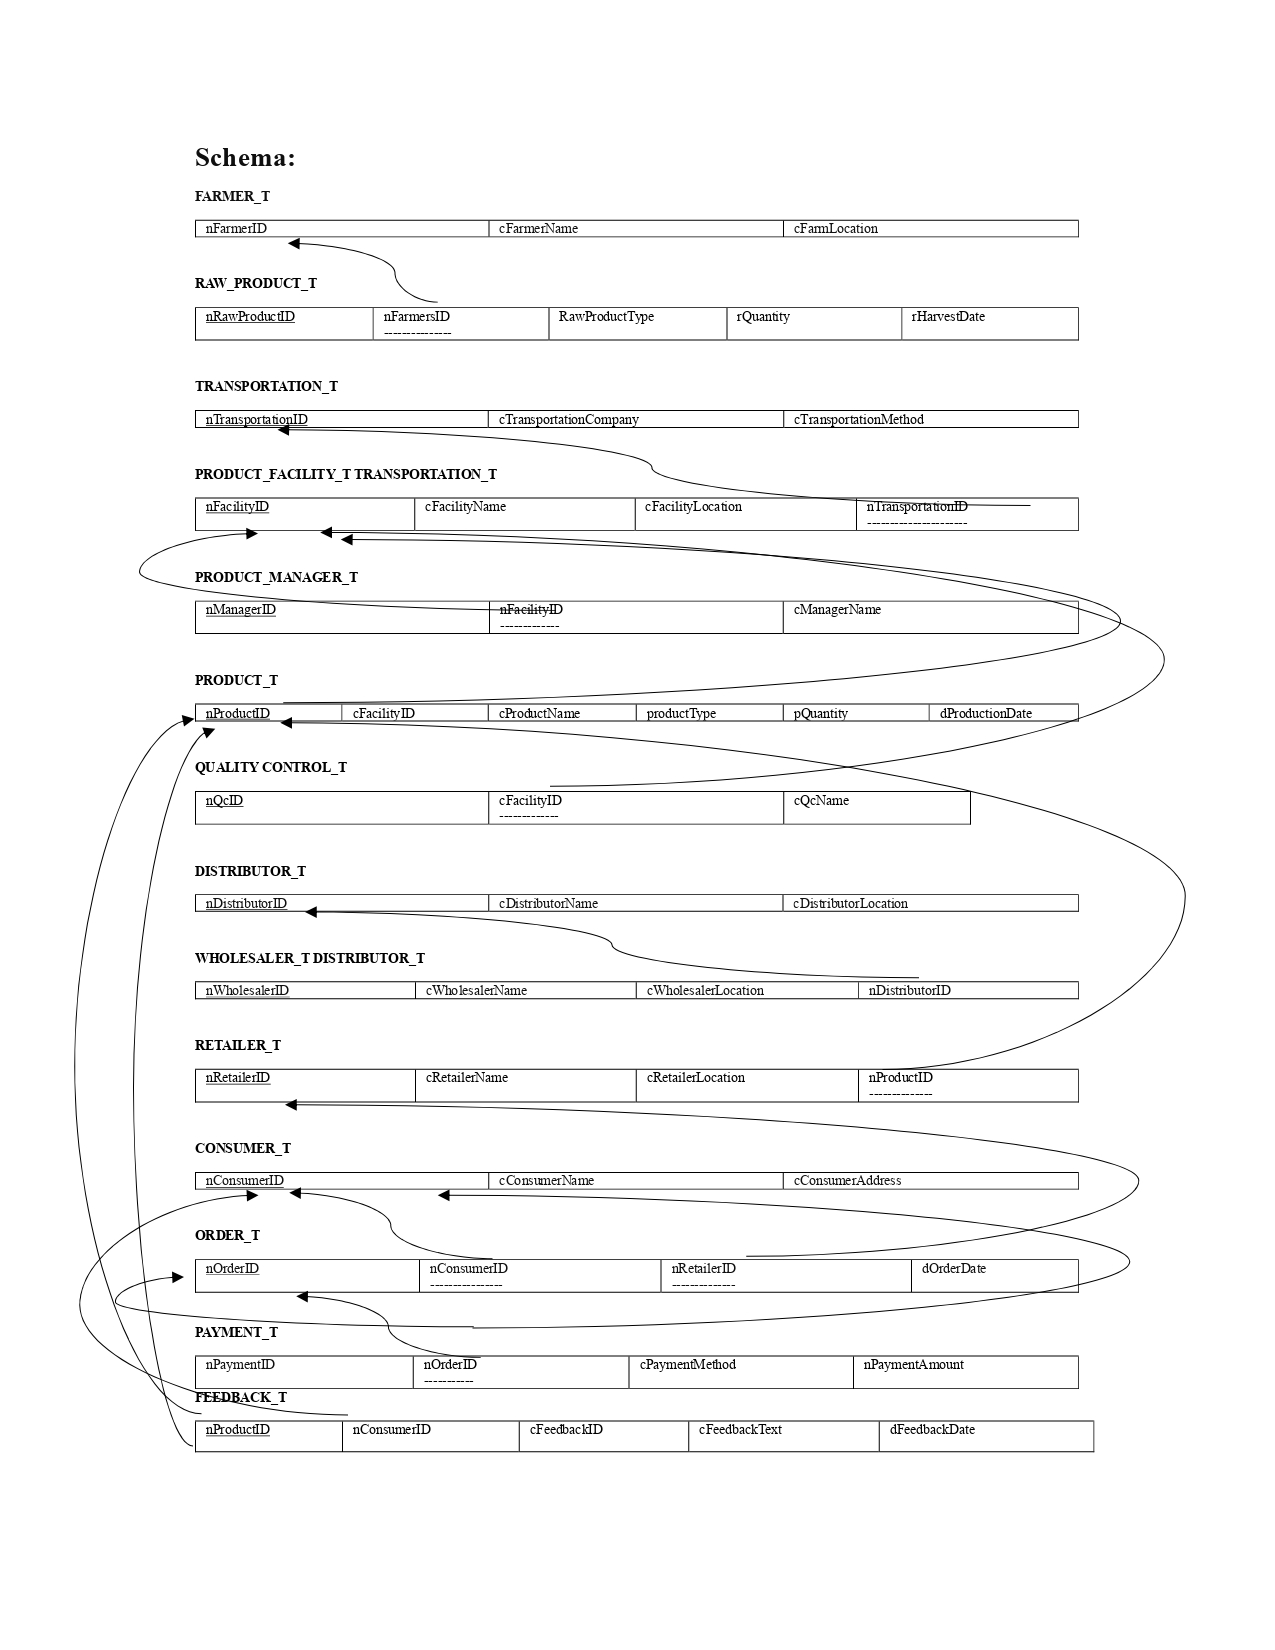 Schema:
FARMER_T
nFarmerID cFarmerName cFarmLocation
RAW_PRODUCT_T
nRawProductID nFarmersID RawProductType rQuantity rHarvestDate
---------------
TRANSPORTATION_T
nTransportationID cTransportationCompany cTransportationMethod
PRODUCT_FACILITY_T TRANSPORTATION_T
nFacilityID cFacilityName cFacilityLocation nTransportationID
----------------------
PRODUCT_MANAGER_T
nManagerID nFacilityID cManagerName
-------------
PRODUCT_T
nProductID cFacilityID cProductName productType pQuantity dProductionDate
QUALITY CONTROL_T
nQcID cFacilityID cQcName
-------------
DISTRIBUTOR_T
nDistributorID cDistributorName cDistributorLocation
WHOLESALER_T DISTRIBUTOR_T
nWholesalerID cWholesalerName cWholesalerLocation nDistributorID
RETAILER_T
nRetailerID cRetailerName cRetailerLocation nProductID
--------------
CONSUMER_T
nConsumerID cConsumerName cConsumerAddress
ORDER_T
nOrderID nConsumerID nRetailerID dOrderDate
---------------- --------------
PAYMENT_T
nPaymentID nOrderID cPaymentMethod nPaymentAmount
-----------
FEEDBACK_T
nProductID nConsumerID cFeedbackID cFeedbackText dFeedbackDate